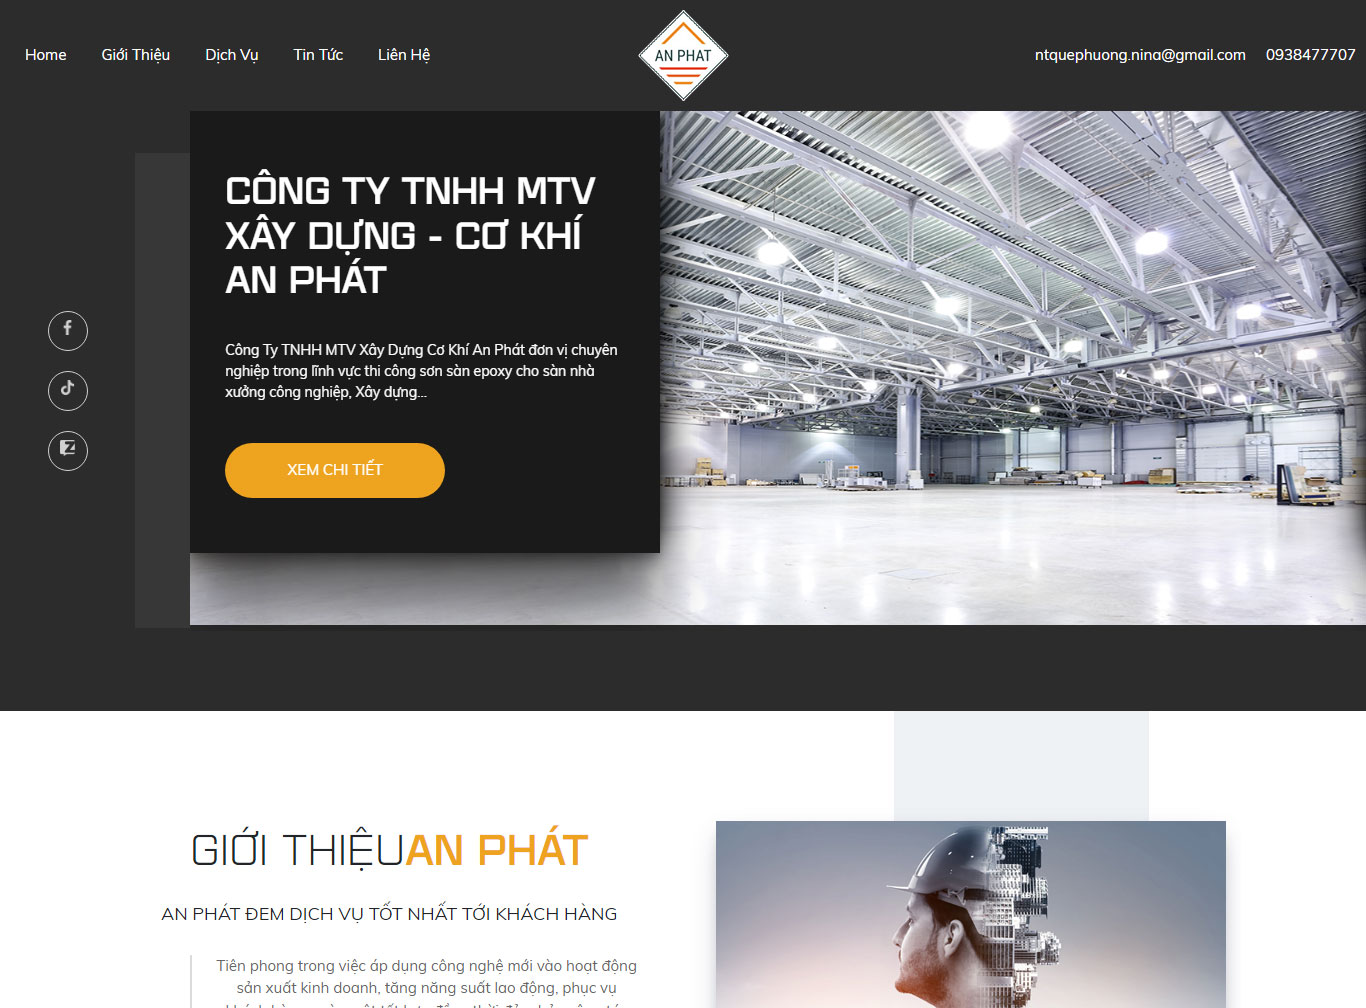 Home
Giới Thiệu
Dịch Vụ
Tin Tức
Liên Hệ
AN PHAT
ntquephuong.nina@gmail.com
0938477707
CÔNG TY TNHH MTV
XÂY DỰNG - CƠ KHÍ
AN PHÁT
Công Ty TNHH MTV Xây Dựng Cơ Khí An Phát đơn vị chuyên
nghiệp trong lĩnh vực thi công sơn sàn epoxy cho sàn nhà
xưởng công nghiệp, Xây dựng...
XEM CHI TIẾT
GIỚI THIỆUAN PHÁT
AN PHÁT ĐEM DỊCH VỤ TỐT NHẤT TỚI KHÁCH HÀNG
Tiên phong trong việc áp dụng công nghệ mới vào hoạt động
sản xuất kinh doanh, tăng năng suất lao động, phục vụ